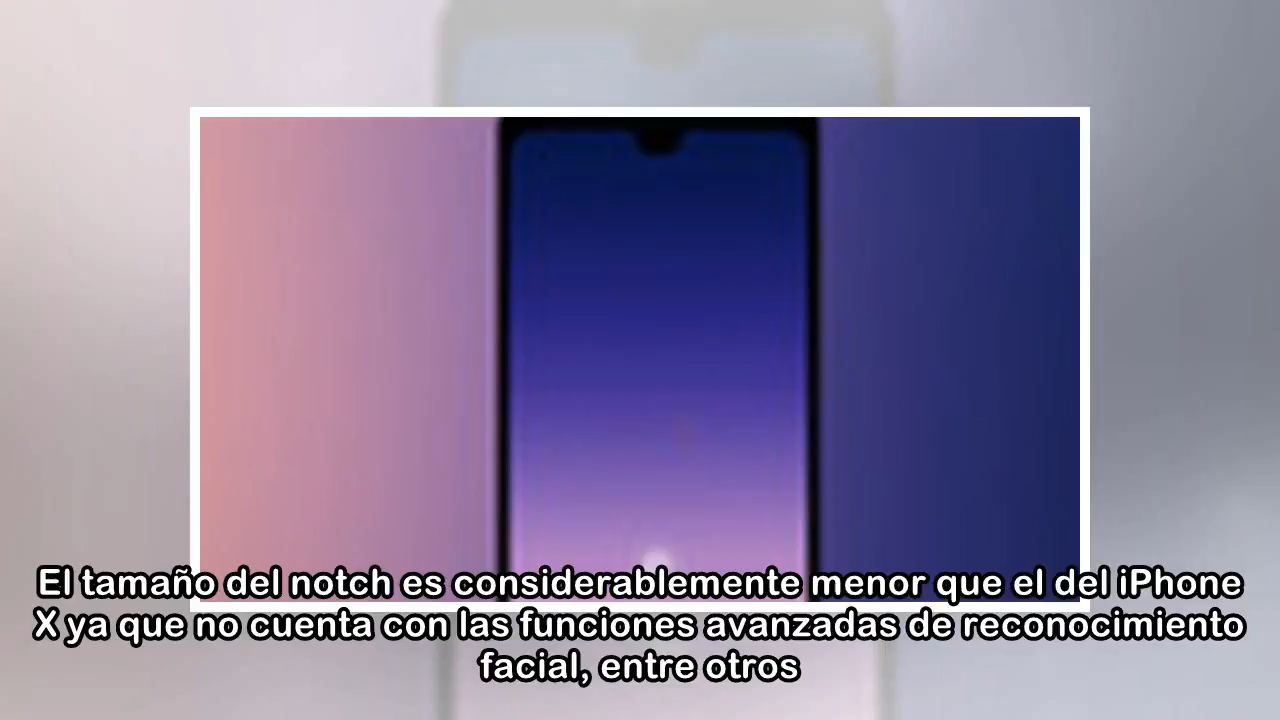 El tamaño del notch es considerablemente menor que el del iPhone
X ya que no cuenta con las funciones avanzadas de reconocimiento
facial, entre otros